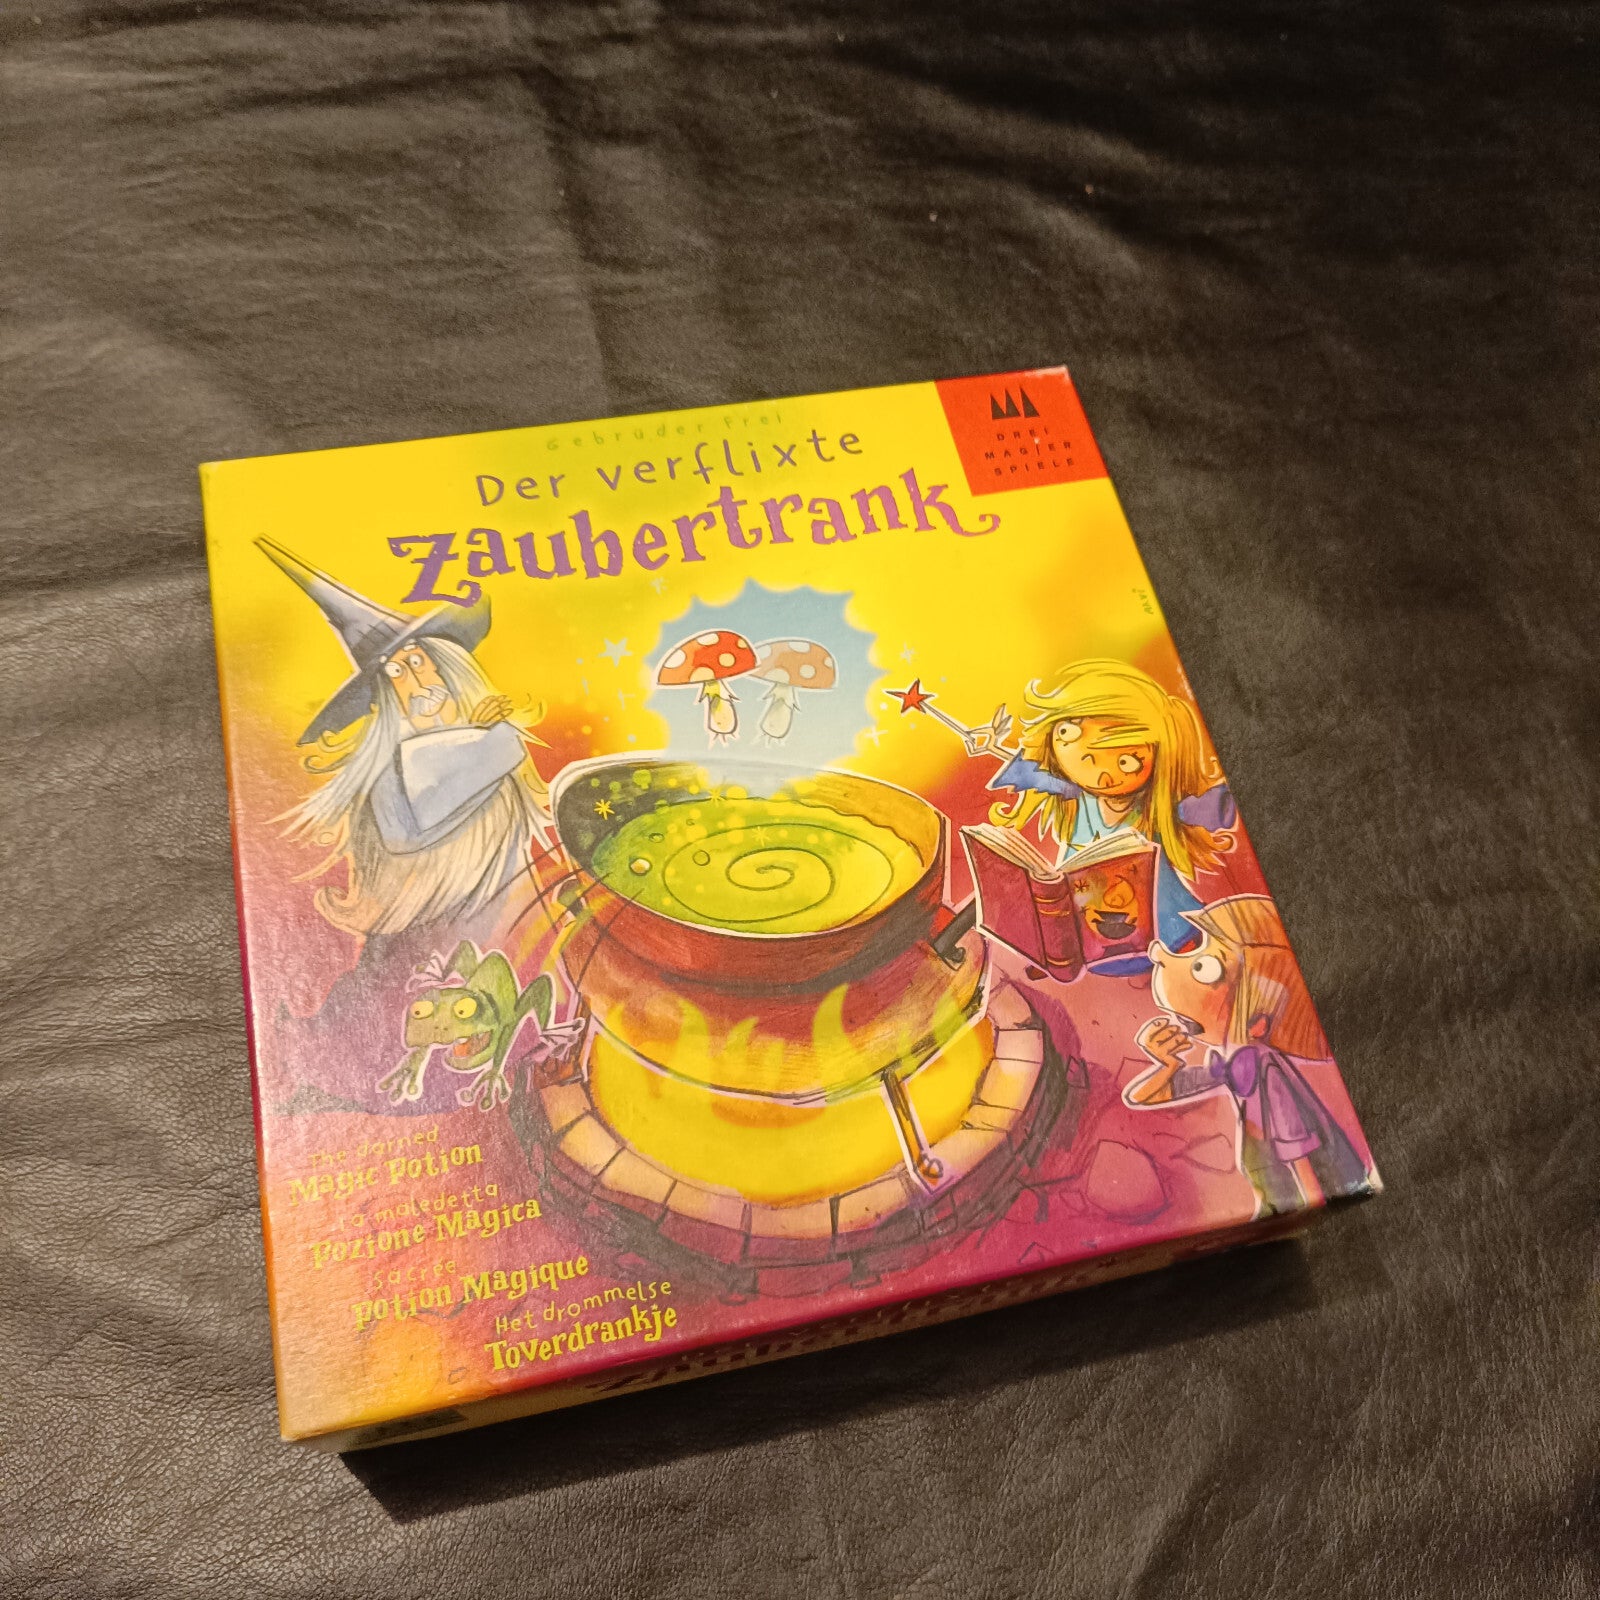 Gebrüder Frei
Der verflixte
Zaubertrank
DREI
MAGIER
SPIELE
ARVI
The darned
Magic Potion
La maledetta
Pozione Magica
Sacrée
Potion Magique
Het drommelse
Toverdrankje